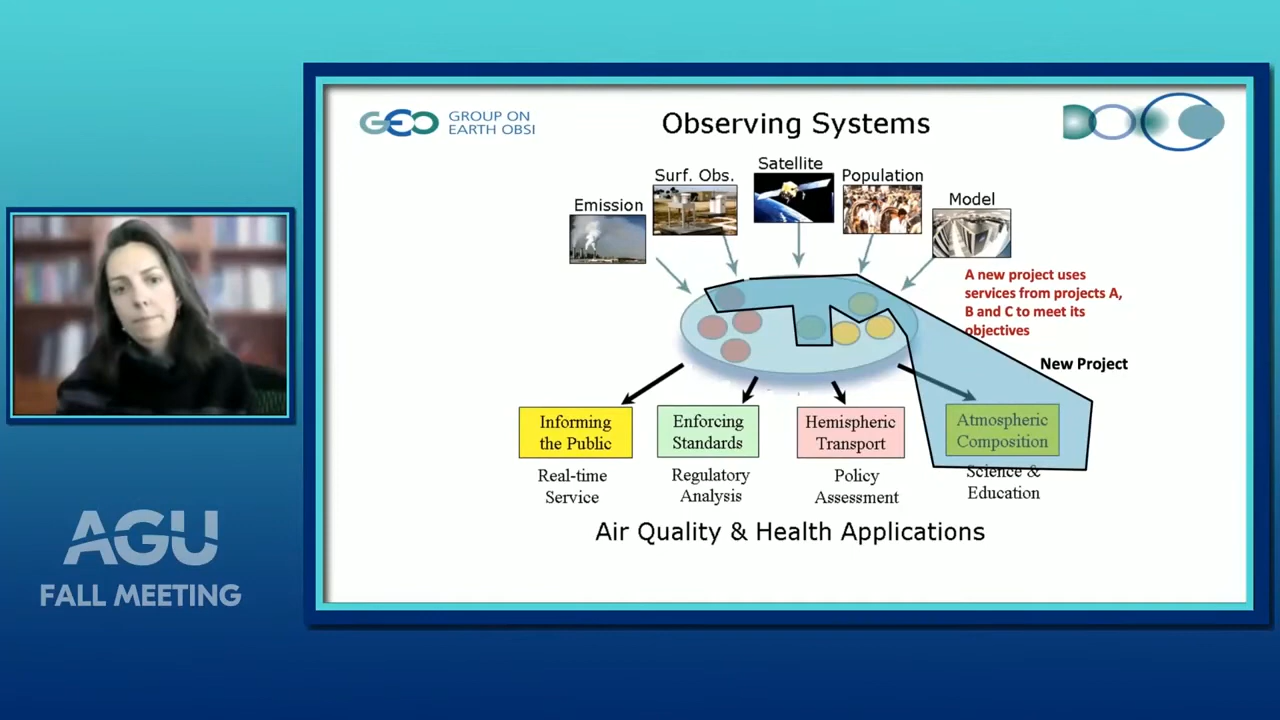 GEO
GROUP ON
EARTH OBSI
Observing Systems
Emission
Surf. Obs.
Satellite
Population
Model
A new project uses
services from projects A,
B and C to meet its
objectives
New Project
Informing
the Public
Enforcing
Standards
Hemispheric
Transport
Atmospheric
Composition
Real-time
Service
Regulatory
Analysis
Policy
Assessment
Science &
Education
Air Quality & Health Applications
AGU
FALL MEETING